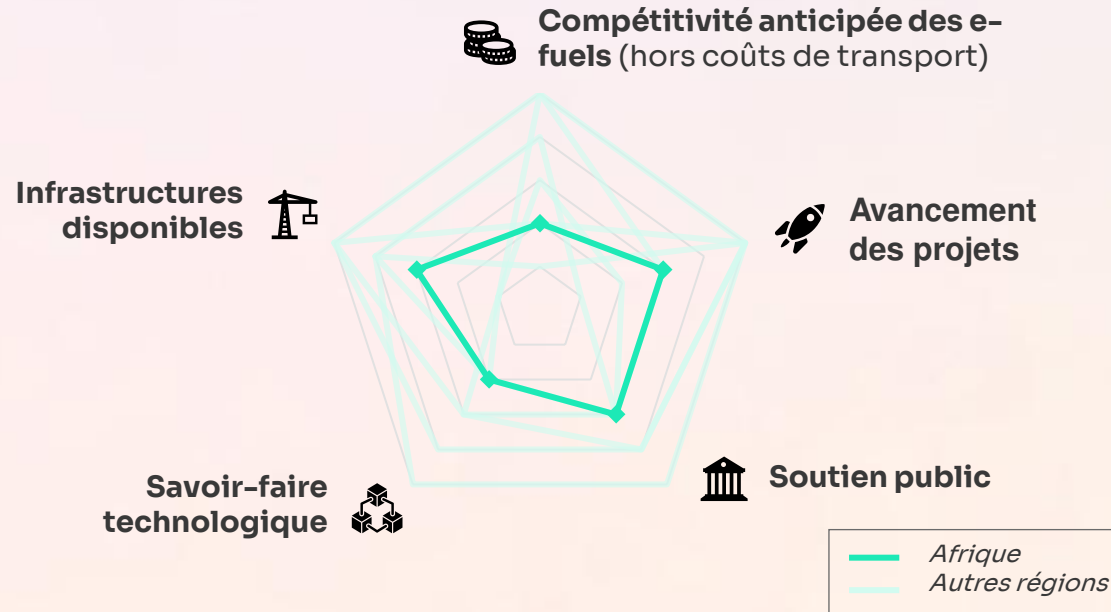 Compétitivité anticipée des e-
fuels (hors coûts de transport)
Infrastructures
disponibles
Avancement
des projets
Savoir-faire
technologique
Soutien public
Afrique
Autres régions